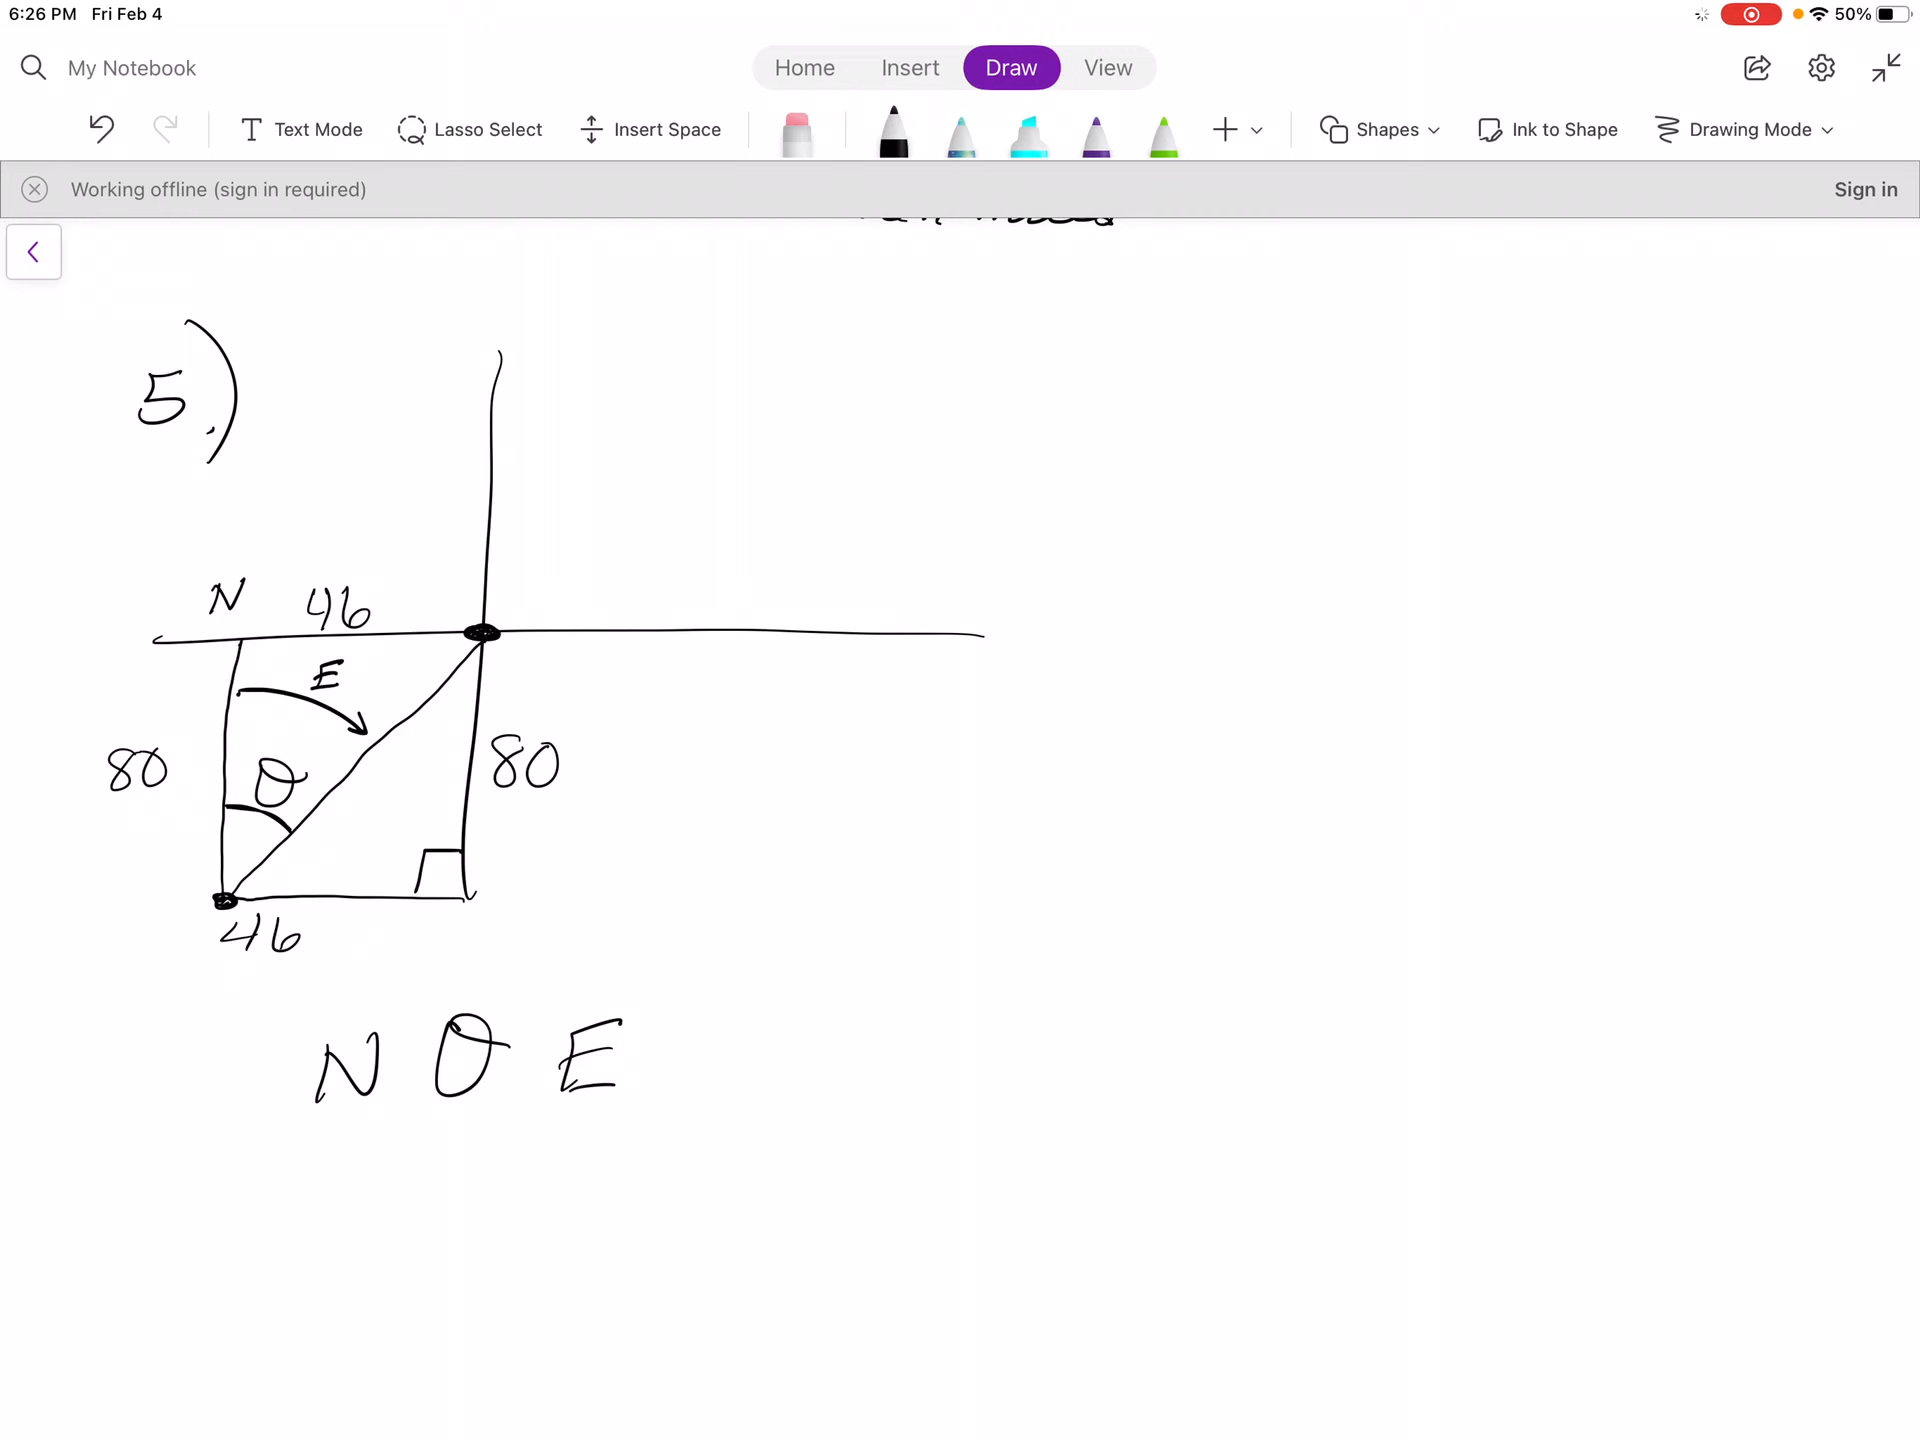 6:26 PM Fri Feb 4
50%
My Notebook
Home Insert Draw View
Text Mode Lasso Select Insert Space Shapes Ink to Shape Drawing Mode
Working offline (sign in required) Sign in
5.)
N 46
E
80 θ 80
46
N θ E